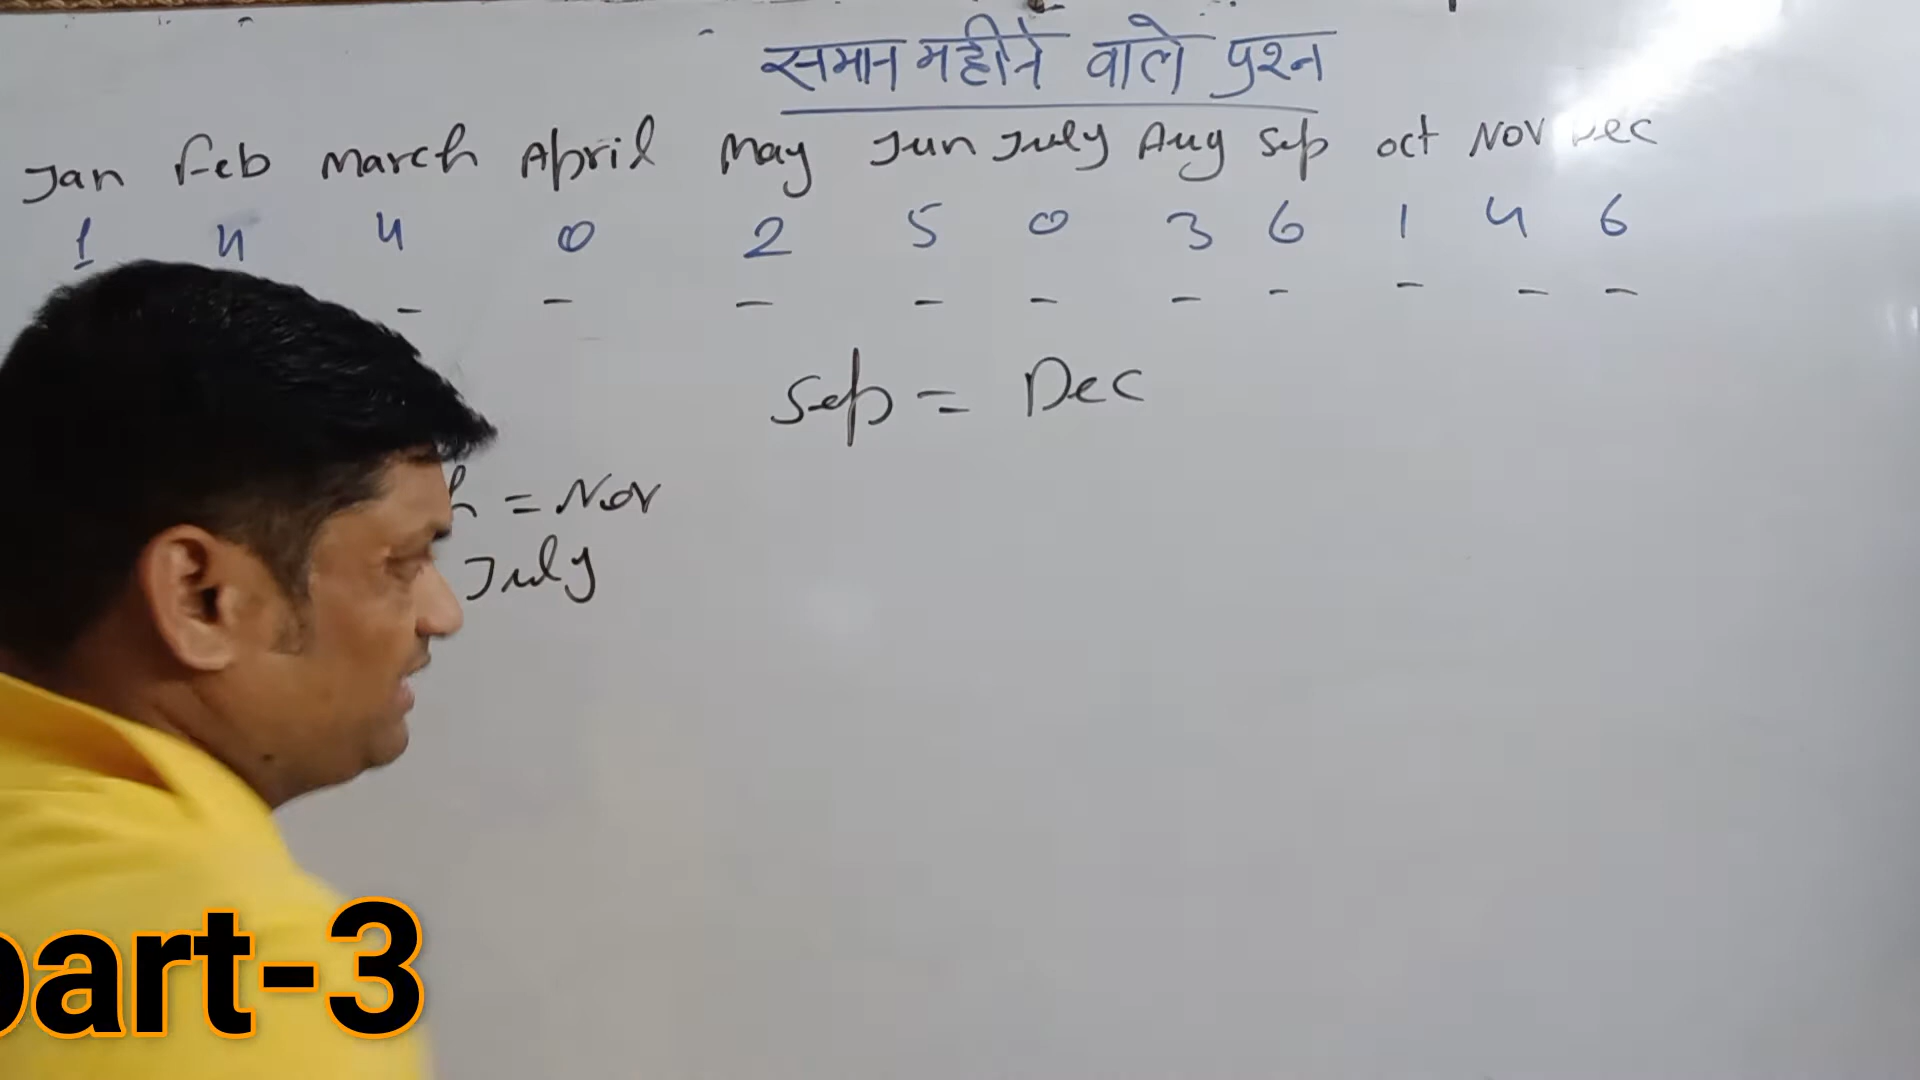 समान महीने वाले प्रश्न
Jan Feb March April May Jun July Aug Sep oct Nov Dec
1 4 4 0 2 5 0 3 6 1 4 6
- - - - - - - - - -
Sep = Dec
= Nov
July
part-3